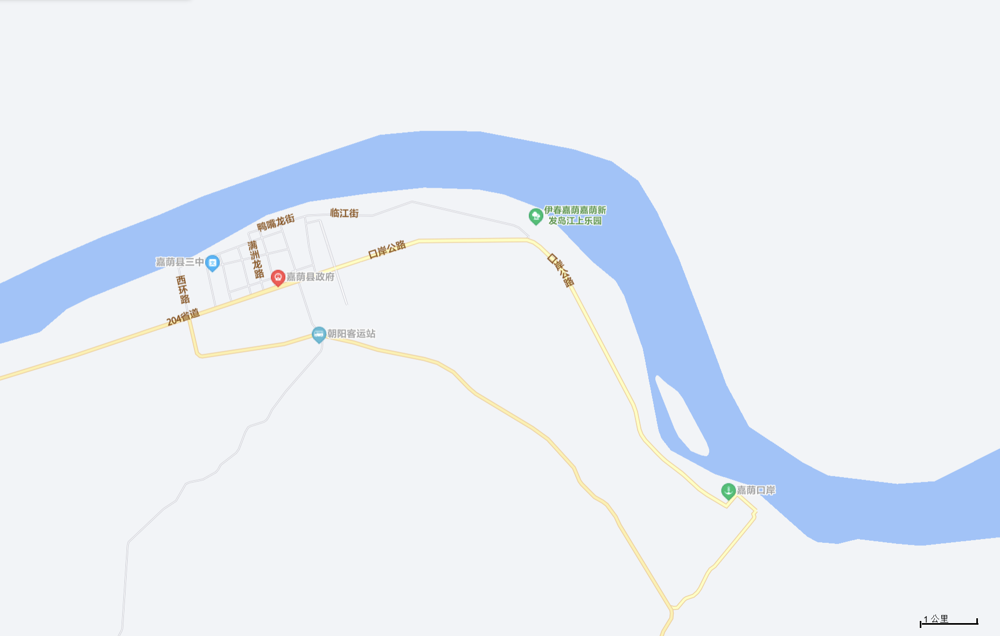 伊春嘉荫嘉荫新
发岛江上乐园
临江街
鸭嘴龙街
满洲龙路
口岸公路
嘉荫县三中
口岸公路
西环路
嘉荫县政府
204省道
朝阳客运站
嘉荫口岸
1 公里